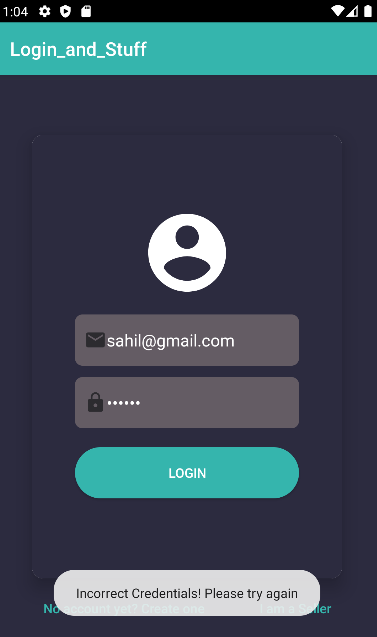 1:04
Login_and_Stuff
sahil@gmail.com
••••••
LOGIN
Incorrect Credentials! Please try again
No account yet? Create one
I am a Seller